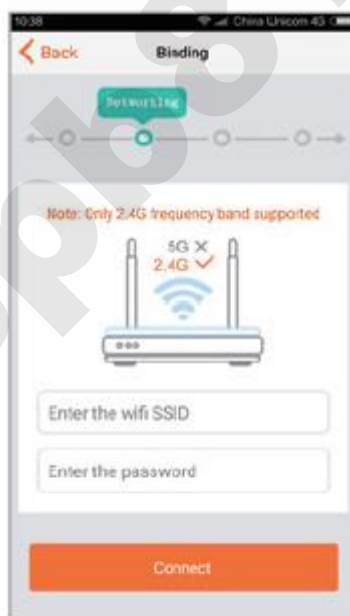 10:38
China Unicom 4G
Back
Binding
Networking
Note: Only 2.4G frequency band supported
5G
2.4G
Enter the wifi SSID
Enter the password
Connect